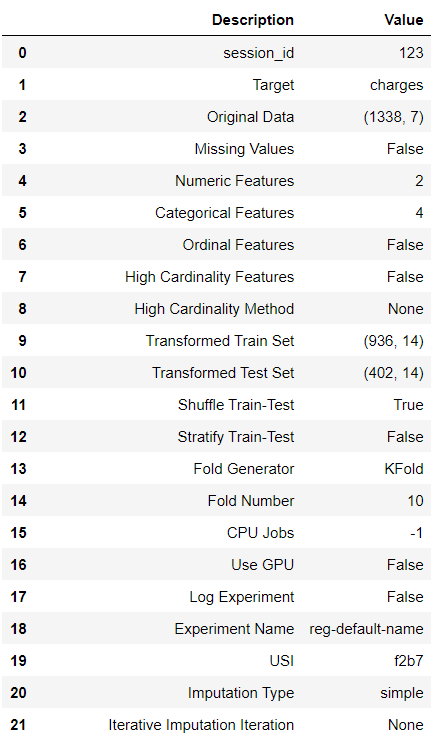 Description Value
0 session_id 123
1 Target charges
2 Original Data (1338, 7)
3 Missing Values False
4 Numeric Features 2
5 Categorical Features 4
6 Ordinal Features False
7 High Cardinality Features False
8 High Cardinality Method None
9 Transformed Train Set (936, 14)
10 Transformed Test Set (402, 14)
11 Shuffle Train-Test True
12 Stratify Train-Test False
13 Fold Generator KFold
14 Fold Number 10
15 CPU Jobs -1
16 Use GPU False
17 Log Experiment False
18 Experiment Name reg-default-name
19 USI f2b7
20 Imputation Type simple
21 Iterative Imputation Iteration None